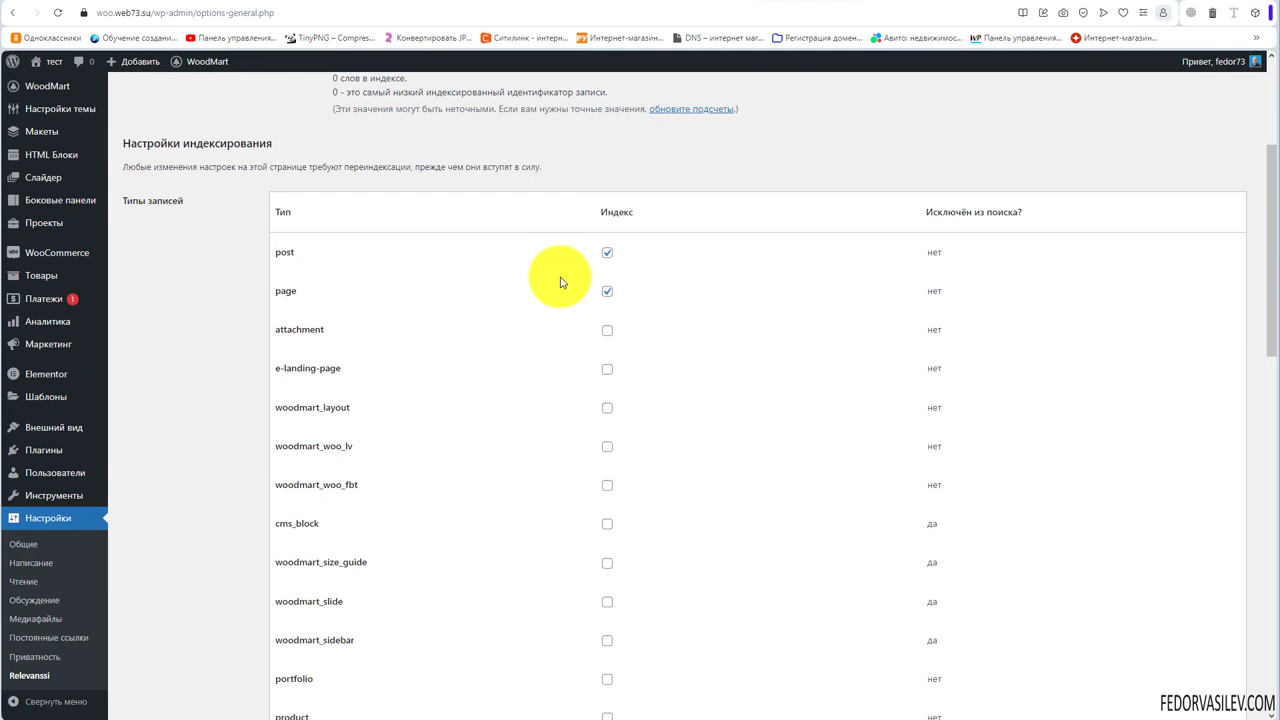 woo.web73.su/wp-admin/options-general.php
Одноклассники Обучение создани... Панель управления... TinyPNG – Compres... Конвертировать JP... Ситилинк - интерн... Интернет-магазин... DNS – интернет маг... Регистрация домен... Авито: недвижимос... Панель управления... Интернет-магазин...
тест 0 Добавить WoodMart Привет, fedor73
0 слов в индексе.
0 - это самый низкий индексированный идентификатор записи.
(Эти значения могут быть неточными. Если вам нужны точные значения, обновите подсчеты.)
Настройки индексирования
Любые изменения настроек на этой странице требуют переиндексации, прежде чем они вступят в силу.
Типы записей
Тип Индекс Исключён из поиска?
post нет
page нет
attachment нет
e-landing-page нет
woodmart_layout нет
woodmart_woo_lv нет
woodmart_woo_fbt нет
cms_block да
woodmart_size_guide да
woodmart_slide да
woodmart_sidebar да
portfolio нет
product
WoodMart
Настройки темы
Макеты
HTML Блоки
Слайдер
Боковые панели
Проекты
WooCommerce
Товары
Платежи 1
Аналитика
Маркетинг
Elementor
Шаблоны
Внешний вид
Плагины
Пользователи
Инструменты
Настройки
Общие
Написание
Чтение
Обсуждение
Медиафайлы
Постоянные ссылки
Приватность
Relevanssi
Свернуть меню
FEDORVASILEV.COM